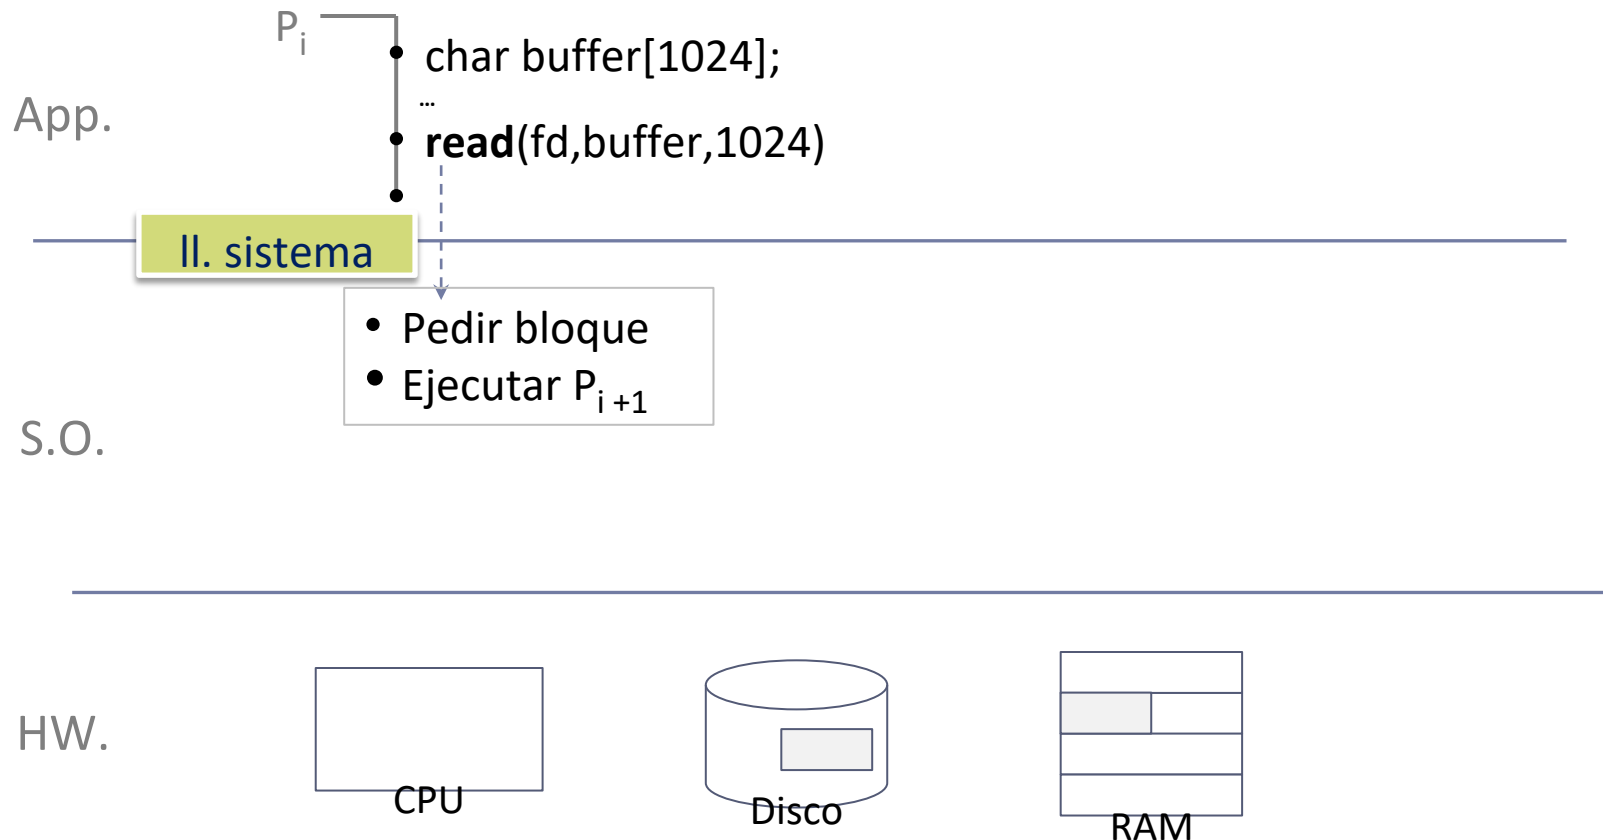 Pi
char buffer[1024];
...
App.
read(fd,buffer,1024)
ll. sistema
• Pedir bloque
• Ejecutar Pi +1
S.O.
HW.
CPU
Disco
RAM